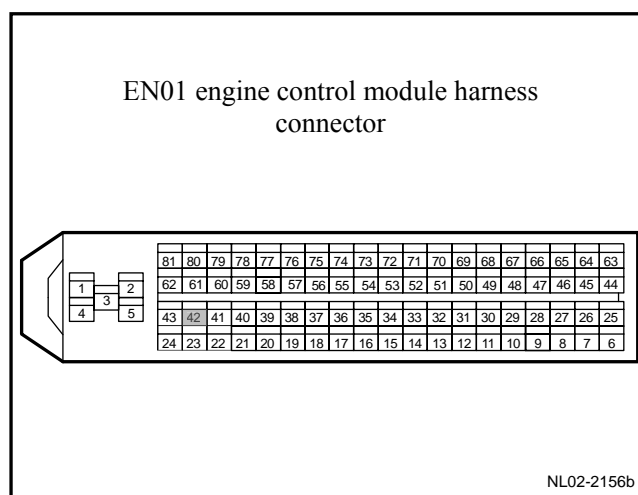 EN01 engine control module harness
connector
81 80 79 78 77 76 75 74 73 72 71 70 69 68 67 66 65 64 63
1 2 62 61 60 59 58 57 56 55 54 53 52 51 50 49 48 47 46 45 44
3
4 5 43 42 41 40 39 38 37 36 35 34 33 32 31 30 29 28 27 26 25
24 23 22 21 20 19 18 17 16 15 14 13 12 11 10 9 8 7 6
NL02-2156b